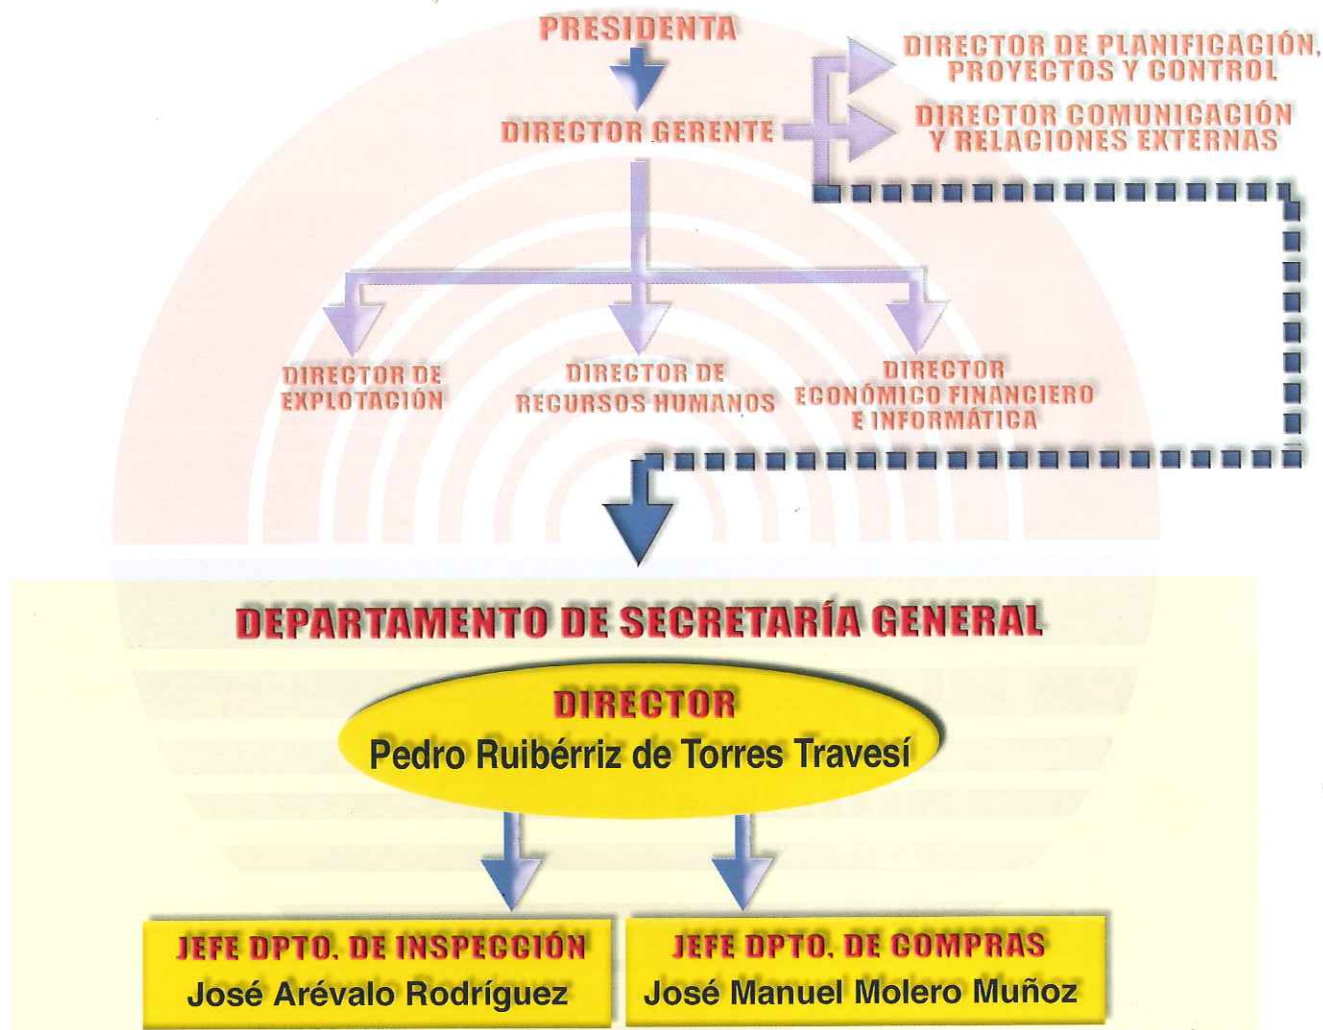 PRESIDENTA
DIRECTOR DE PLANIFICACIÓN,
PROYECTOS Y CONTROL
DIRECTOR GERENTE
DIRECTOR COMUNICACIÓN
Y RELACIONES EXTERNAS
DIRECTOR DE
EXPLOTACIÓN
DIRECTOR DE
RECURSOS HUMANOS
DIRECTOR
ECONÓMICO FINANCIERO
E INFORMÁTICA
DEPARTAMENTO DE SECRETARÍA GENERAL
DIRECTOR
Pedro Ruibérriz de Torres Travesí
JEFE DPTO. DE INSPECCIÓN
José Arévalo Rodríguez
JEFE DPTO. DE COMPRAS
José Manuel Molero Muñoz